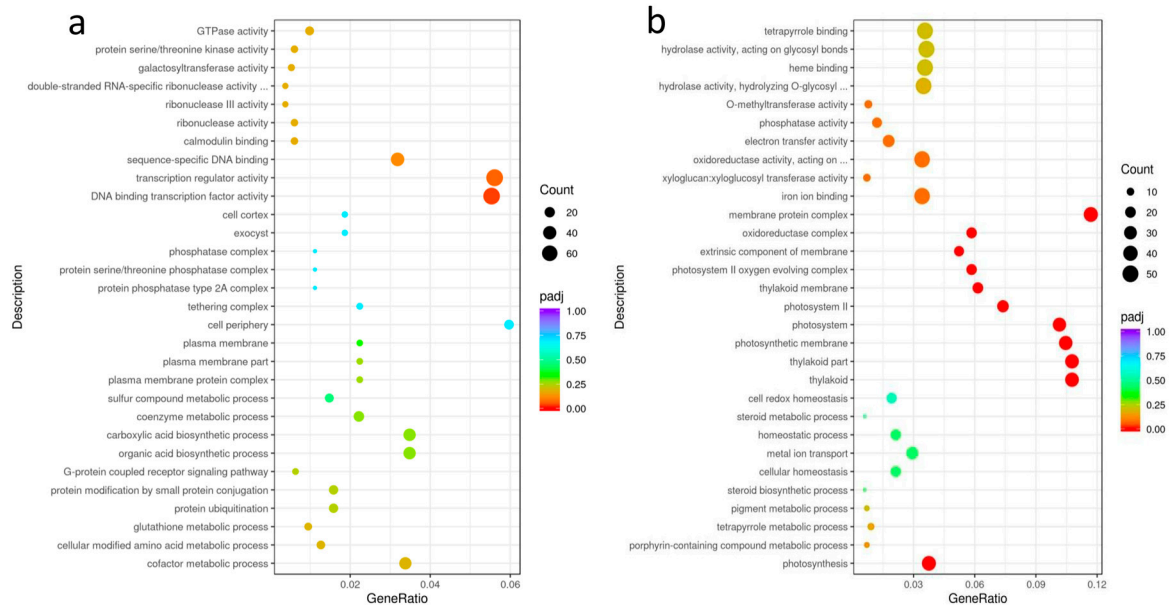 a
GTPase activity
protein serine/threonine kinase activity
galactosyltransferase activity
double-stranded RNA-specific ribonuclease activity ...
ribonuclease III activity
ribonuclease activity
calmodulin binding
sequence-specific DNA binding
transcription regulator activity
DNA binding transcription factor activity
cell cortex
exocyst
phosphatase complex
protein serine/threonine phosphatase complex
protein phosphatase type 2A complex
tethering complex
cell periphery
plasma membrane
plasma membrane part
plasma membrane protein complex
sulfur compound metabolic process
coenzyme metabolic process
carboxylic acid biosynthetic process
organic acid biosynthetic process
G-protein coupled receptor signaling pathway
protein modification by small protein conjugation
protein ubiquitination
glutathione metabolic process
cellular modified amino acid metabolic process
cofactor metabolic process
Description
0.02 0.04 0.06
GeneRatio
Count
20
40
60
padj
1.00
0.75
0.50
0.25
0.00
b
tetrapyrrole binding
hydrolase activity, acting on glycosyl bonds
heme binding
hydrolase activity, hydrolyzing O-glycosyl ...
O-methyltransferase activity
phosphatase activity
electron transfer activity
oxidoreductase activity, acting on ...
xyloglucan:xyloglucosyl transferase activity
iron ion binding
membrane protein complex
oxidoreductase complex
extrinsic component of membrane
photosystem II oxygen evolving complex
thylakoid membrane
photosystem II
photosystem
photosynthetic membrane
thylakoid part
thylakoid
cell redox homeostasis
steroid metabolic process
homeostatic process
metal ion transport
cellular homeostasis
steroid biosynthetic process
pigment metabolic process
tetrapyrrole metabolic process
porphyrin-containing compound metabolic process
photosynthesis
Description
0.03 0.06 0.09 0.12
GeneRatio
Count
10
20
30
40
50
padj
1.00
0.75
0.50
0.25
0.00